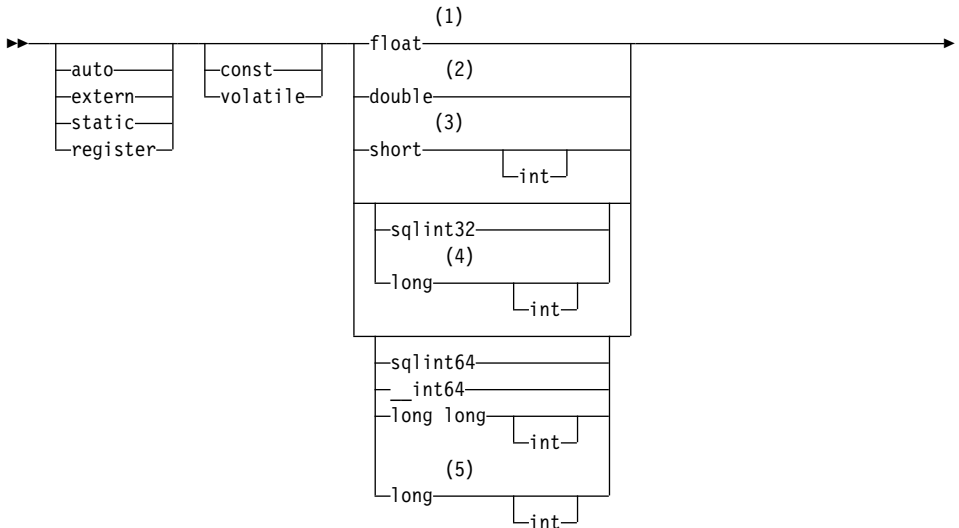 (1)
float
auto const (2)
extern volatile double
static (3)
register short
int
sqlint32
(4)
long
int
sqlint64
__int64
long long
int
(5)
long
int